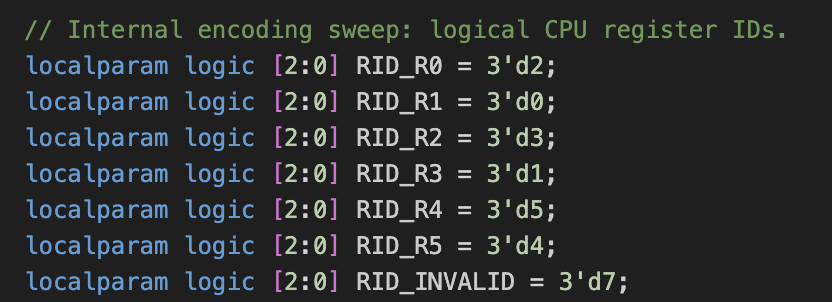 // Internal encoding sweep: logical CPU register IDs.
localparam logic [2:0] RID_R0 = 3'd2;
localparam logic [2:0] RID_R1 = 3'd0;
localparam logic [2:0] RID_R2 = 3'd3;
localparam logic [2:0] RID_R3 = 3'd1;
localparam logic [2:0] RID_R4 = 3'd5;
localparam logic [2:0] RID_R5 = 3'd4;
localparam logic [2:0] RID_INVALID = 3'd7;